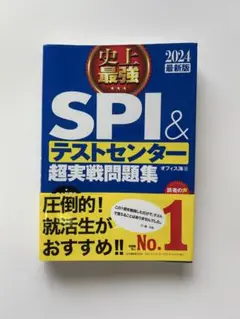 史上
最強
2024
最新版
SPI&
テストセンター
超実戦問題集
オフィス海
圧倒的!
就活生が
おすすめ!!
No.1